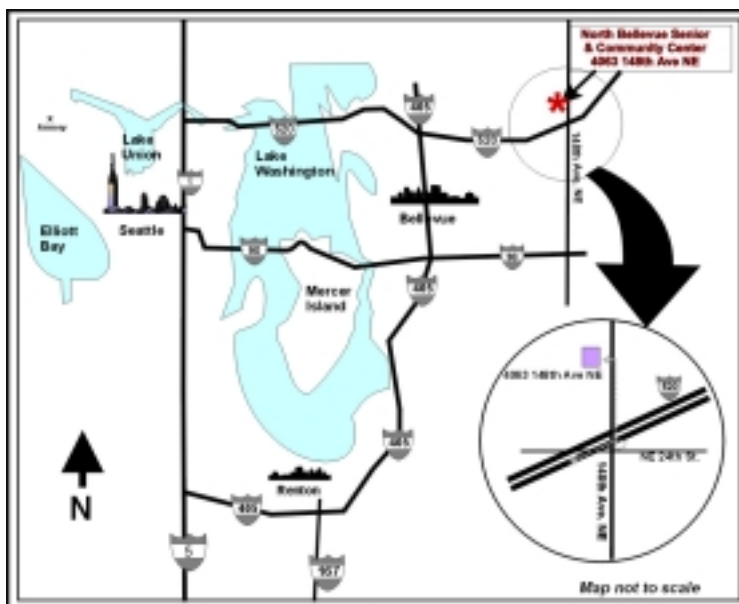 North Bellevue Senior
& Community Center
4063 148th Ave NE
405
520
520
Lake
Union
Lake
Washington
5
148th Ave, NE
Elliott
Bay
Seattle
Bellevue
90
90
Mercer
Island
405
4063 148th Ave NE
520
NE 24th St.
148th Ave, NE
405
N
Renton
405
5
167
Map not to scale